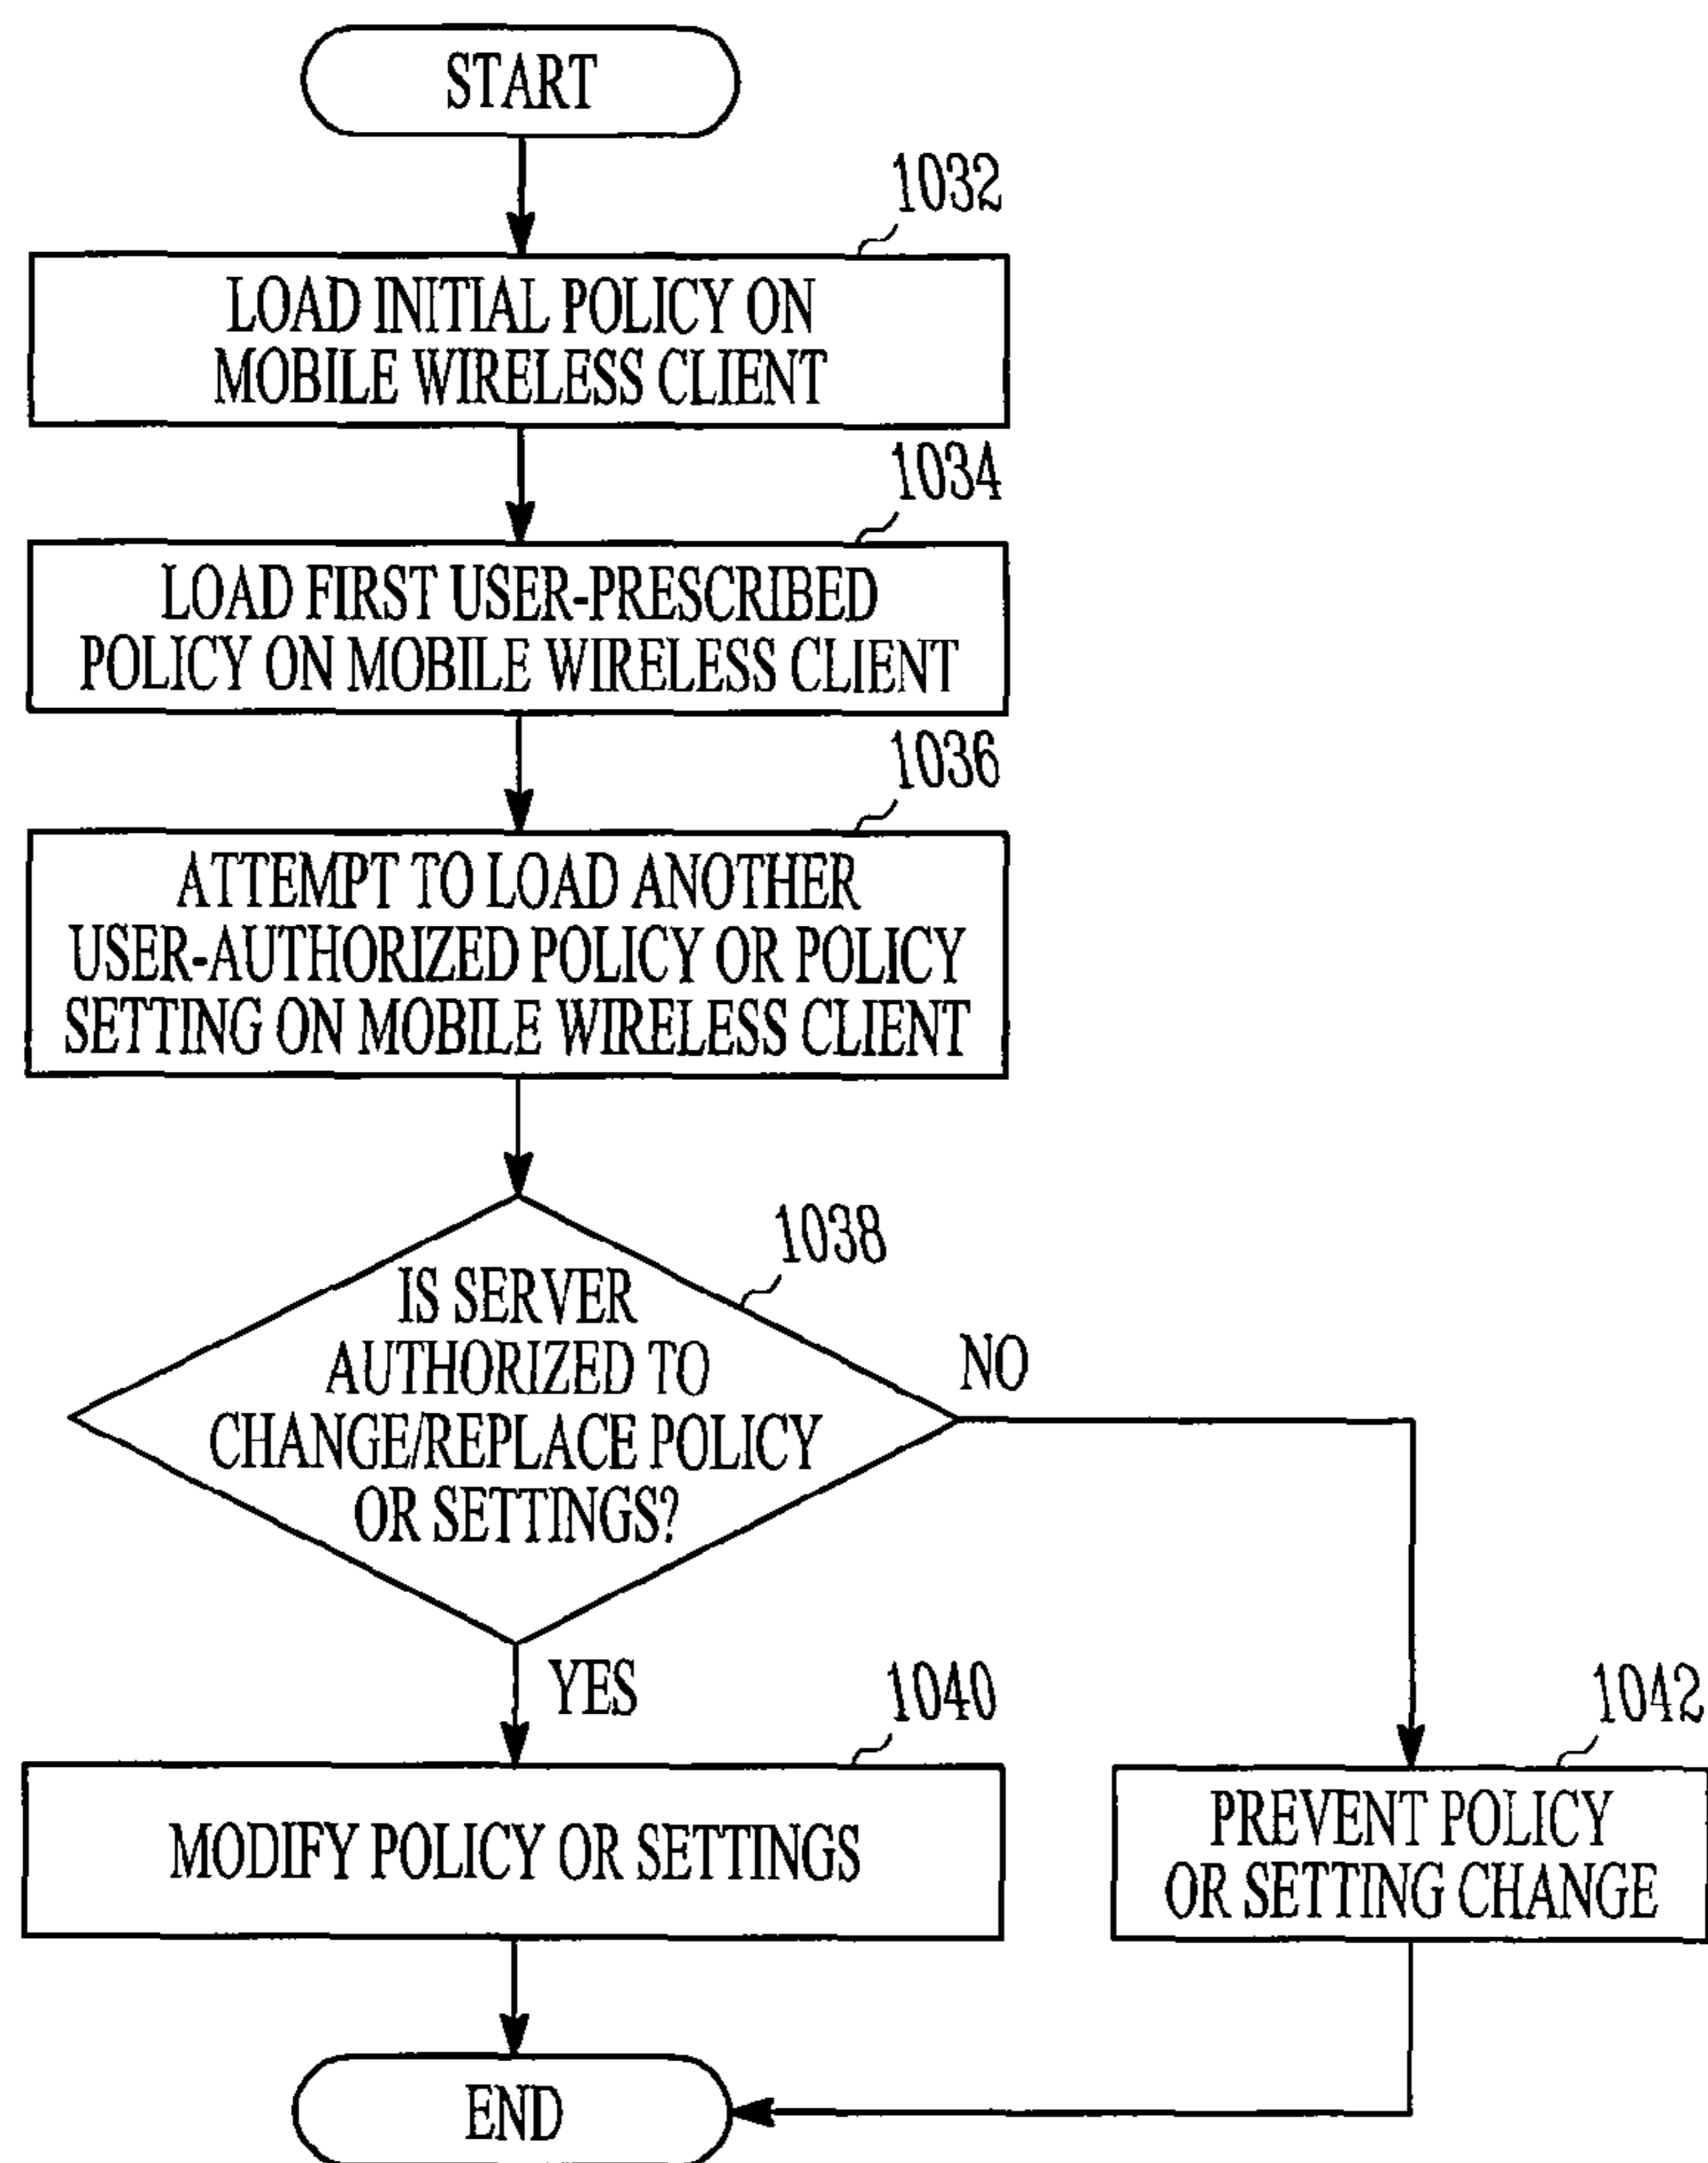 START
1032
LOAD INITIAL POLICY ON
MOBILE WIRELESS CLIENT
1034
LOAD FIRST USER-PRESCRIBED
POLICY ON MOBILE WIRELESS CLIENT
1036
ATTEMPT TO LOAD ANOTHER
USER-AUTHORIZED POLICY OR POLICY
SETTING ON MOBILE WIRELESS CLIENT
1038
IS SERVER
AUTHORIZED TO
CHANGE/REPLACE POLICY
OR SETTINGS?
NO
YES
1040
MODIFY POLICY OR SETTINGS
1042
PREVENT POLICY
OR SETTING CHANGE
END